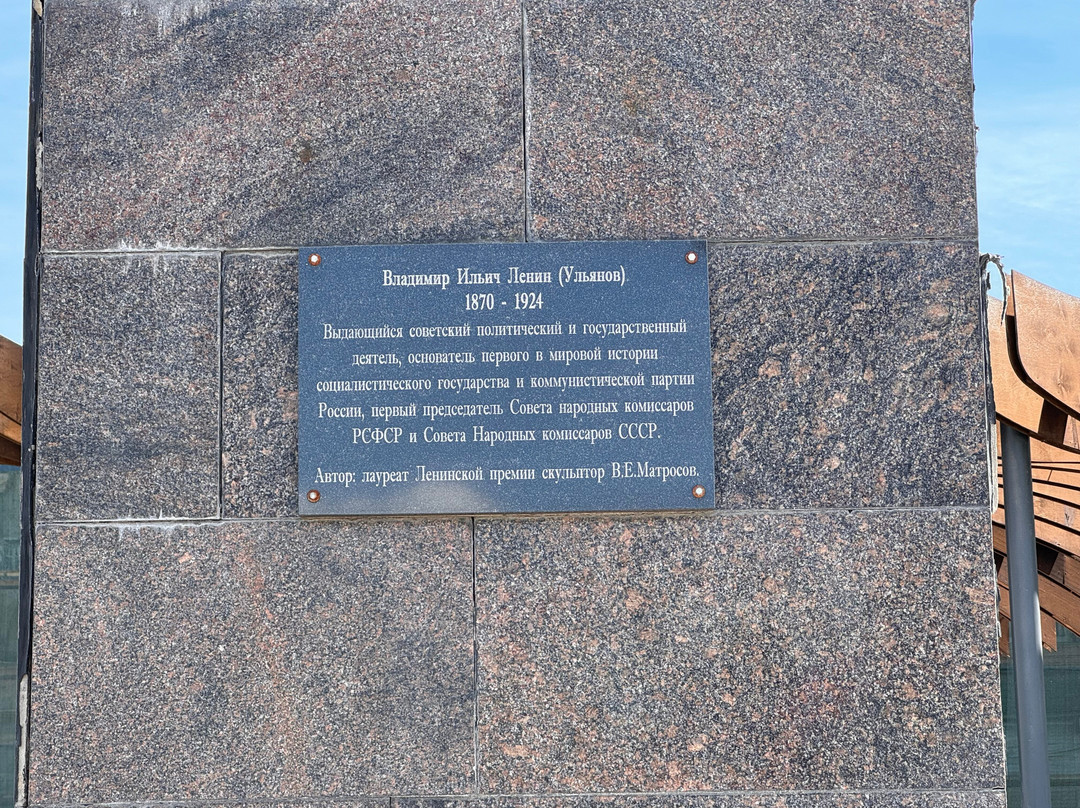 Владимир Ильич Ленин (Ульянов)
1870 - 1924
Выдающийся советский политический и государственный
деятель, основатель первого в мировой истории
социалистического государства и коммунистической партии
России, первый председатель Совета народных комиссаров
РСФСР и Совета Народных комиссаров СССР.
Автор: лауреат Ленинской премии скульптор В.Е.Матросов.